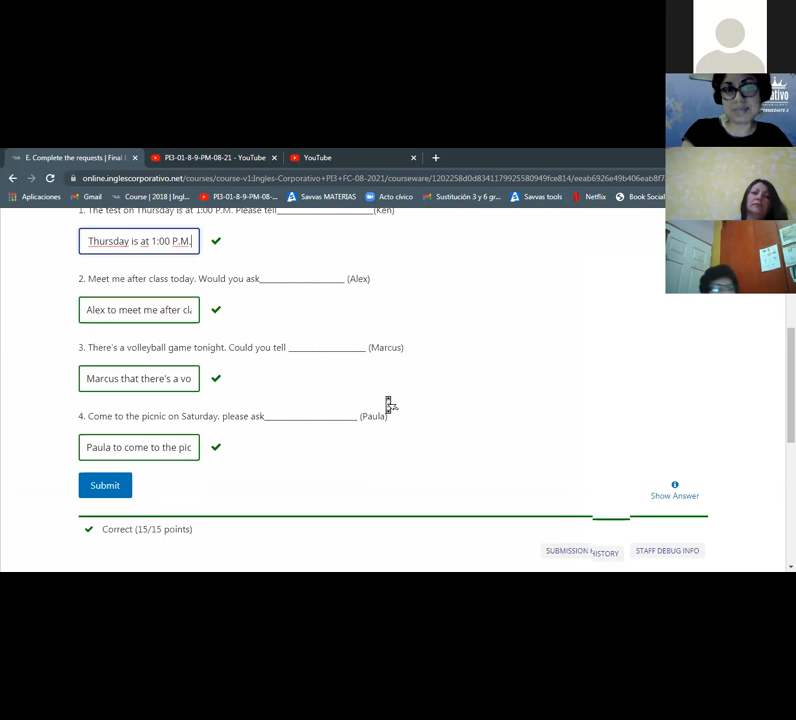 E. Complete the requests | Final E
PI3-01-8-9-PM-08-21 - YouTube
YouTube
online.inglescorporativo.net/courses/course-v1:Ingles-Corporativo+PI3+FC-08-2021/courseware/1202258d0d8341179925580949fce814/eeab6926e49b406eab8f7
Aplicaciones
Gmail
Course | 2018 | Ingl...
PI3-01-8-9-PM-08-...
Savvas MATERIAS
Acto cívico
Sustitución 3 y 6 gr...
Savvas tools
Netflix
Book Social
1. The test on Thursday is at 1:00 P.M. Please tell____________________(Ken)
Thursday is at 1:00 P.M.
2. Meet me after class today. Would you ask__________________ (Alex)
Alex to meet me after cla
3. There's a volleyball game tonight. Could you tell ________________ (Marcus)
Marcus that there's a vo
4. Come to the picnic on Saturday, please ask____________________ (Paula)
Paula to come to the pic
Submit
Show Answer
Correct (15/15 points)
SUBMISSION HISTORY
STAFF DEBUG INFO